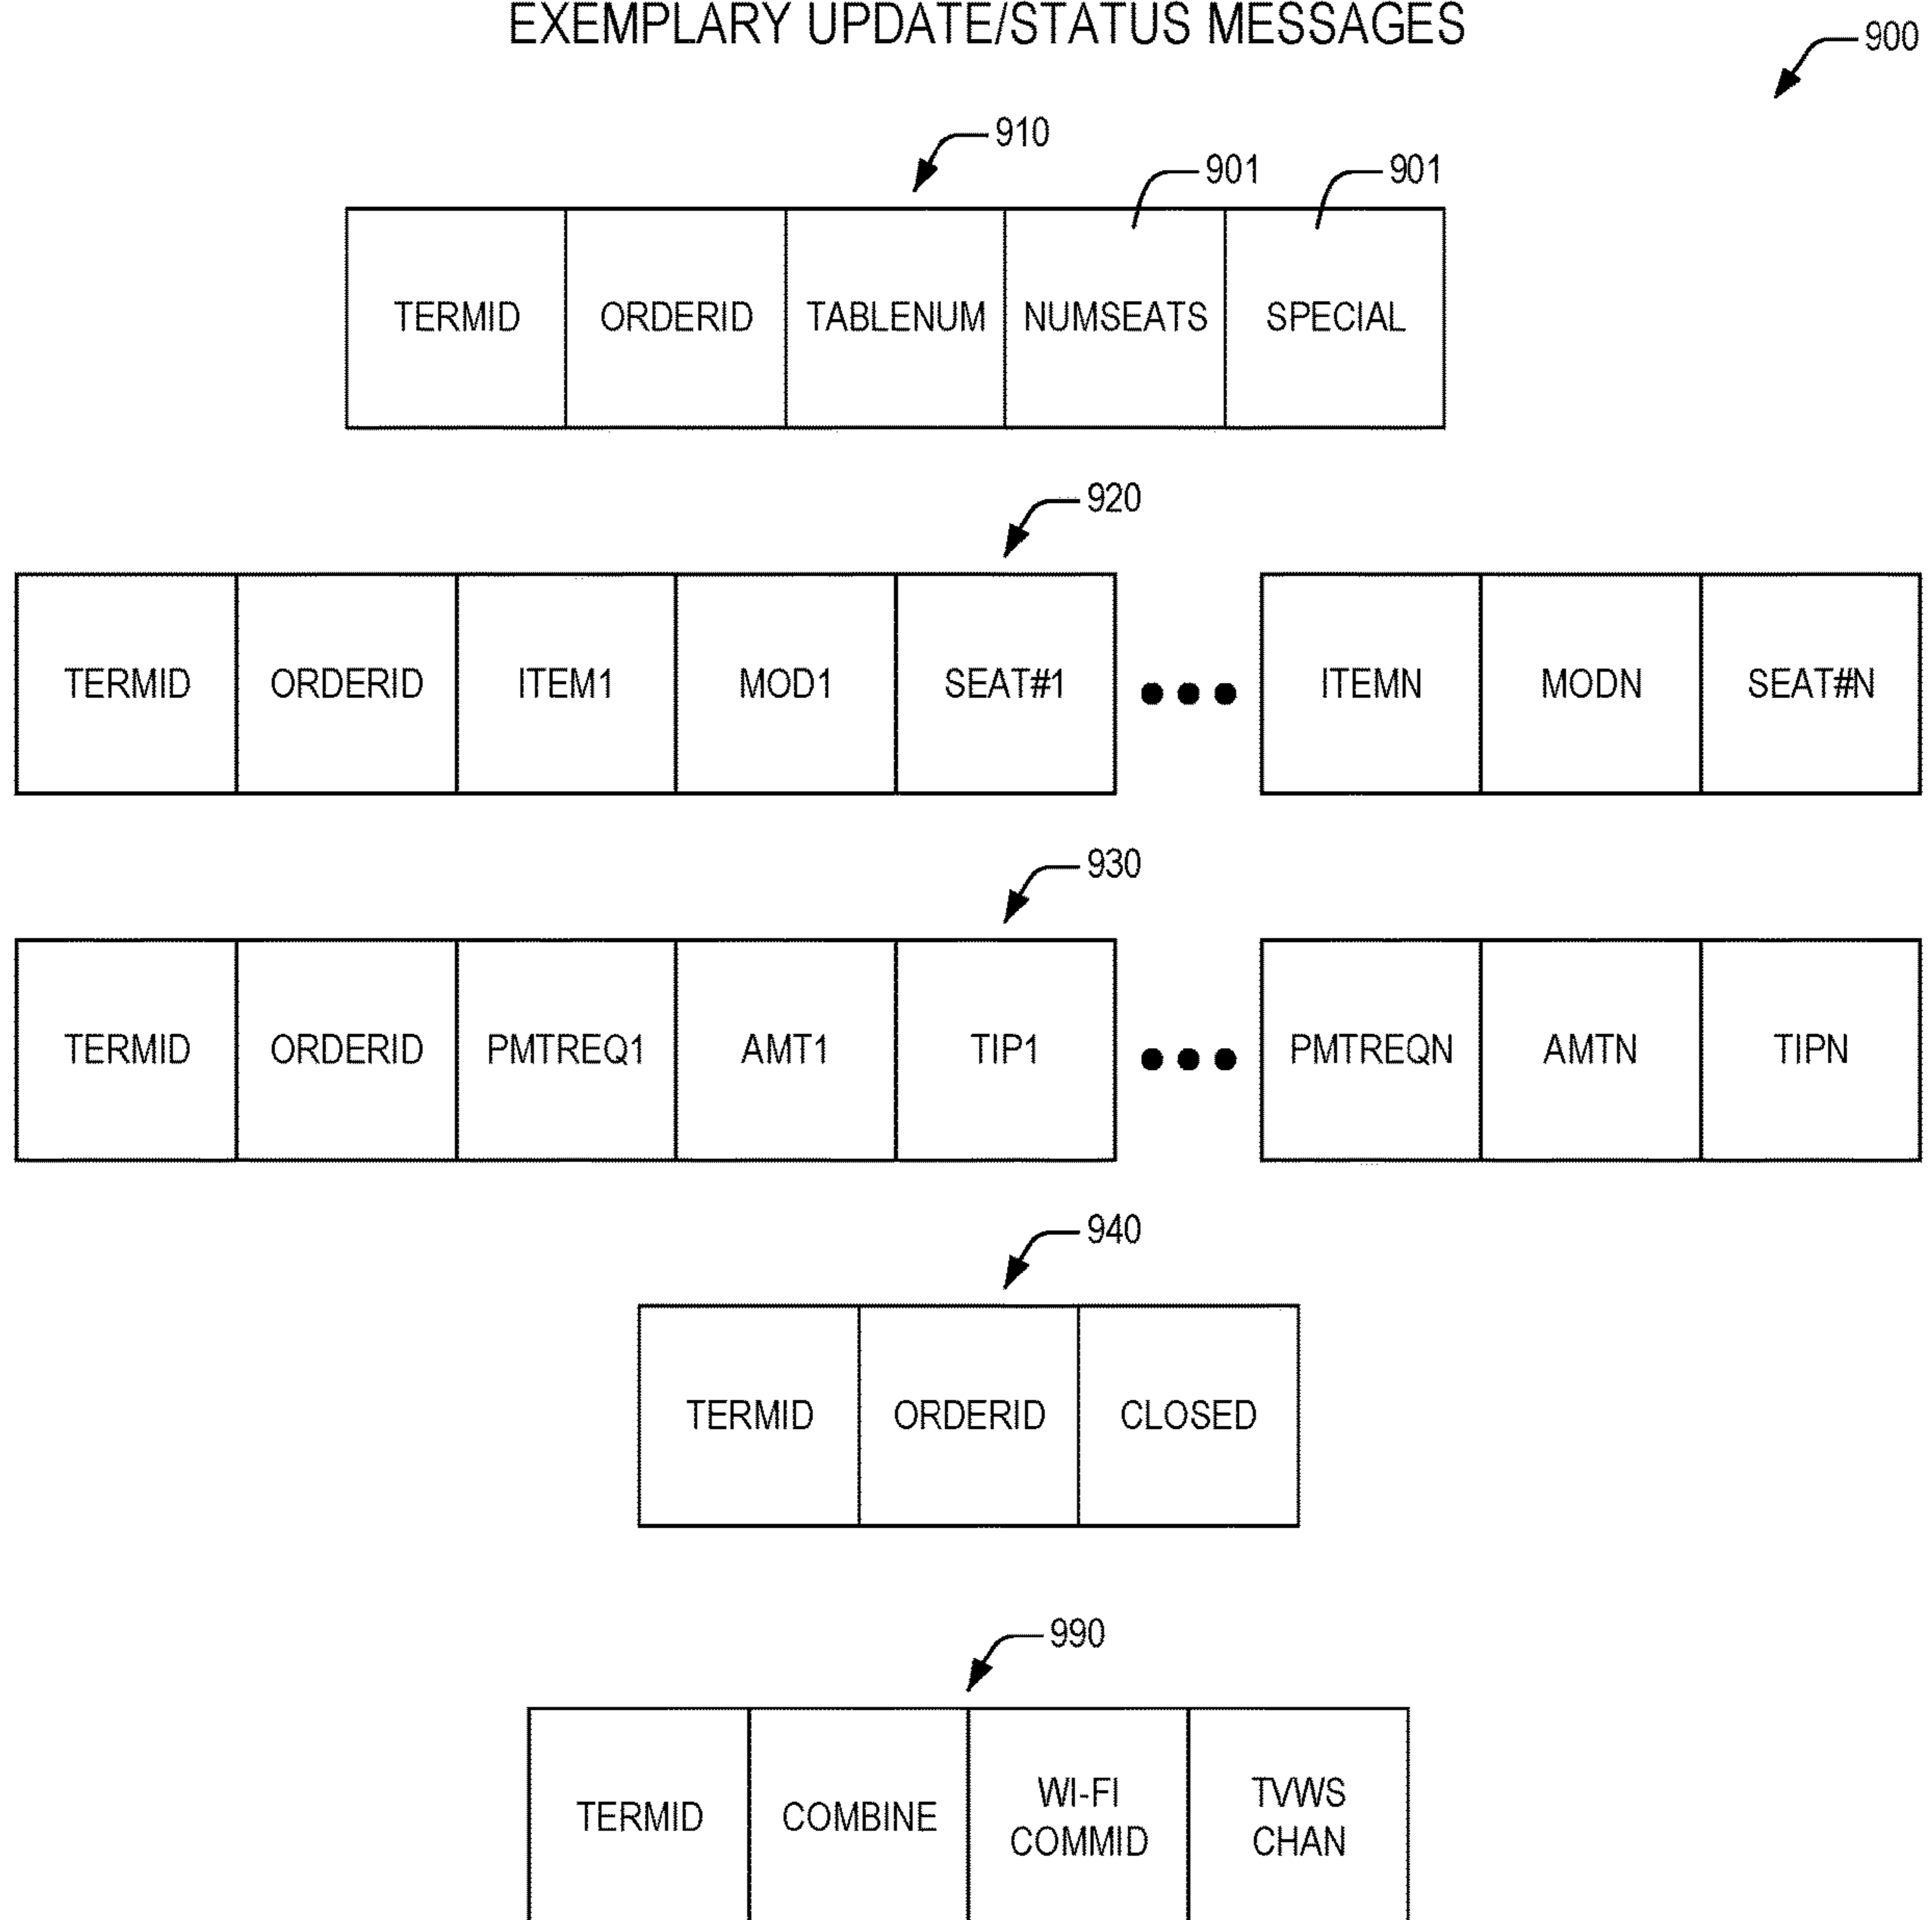 EXEMPLARY UPDATE/STATUS MESSAGES
900
910
901 901
TERMID ORDERID TABLENUM NUMSEATS SPECIAL
920
TERMID ORDERID ITEM1 MOD1 SEAT#1 ••• ITEMN MODN SEAT#N
930
TERMID ORDERID PMTREQ1 AMT1 TIP1 ••• PMTREQN AMTN TIPN
940
TERMID ORDERID CLOSED
990
TERMID COMBINE WI-FI COMMID TVWS CHAN